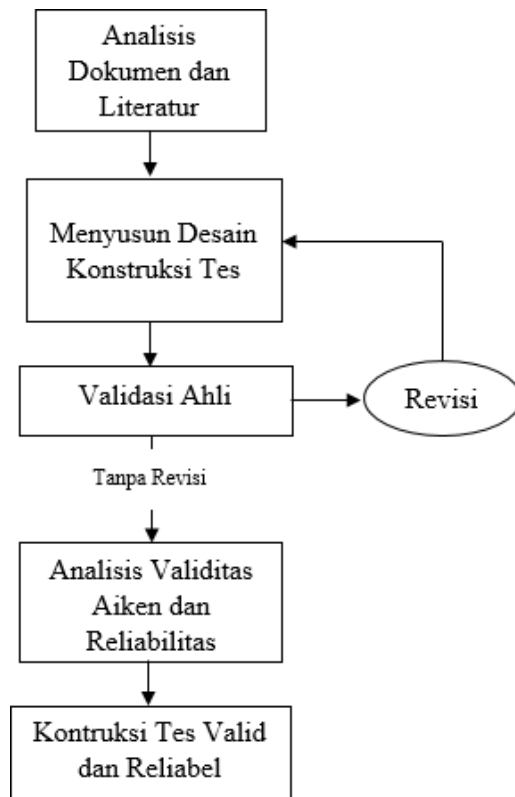 Analisis
Dokumen dan
Literatur
Menyusun Desain
Konstruksi Tes
Validasi Ahli
Revisi
Tanpa Revisi
Analisis Validitas
Aiken dan
Reliabilitas
Kontruksi Tes Valid
dan Reliabel